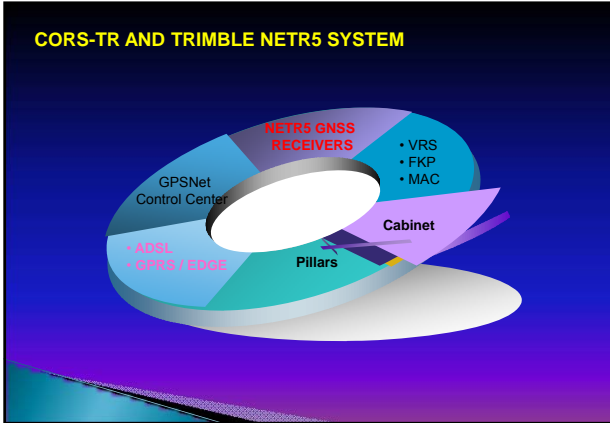 CORS-TR AND TRIMBLE NETR5 SYSTEM
NETR5 GNSS
RECEIVERS
• VRS
• FKP
• MAC
GPSNet
Control Center
Cabinet
• ADSL
• GPRS / EDGE
Pillars